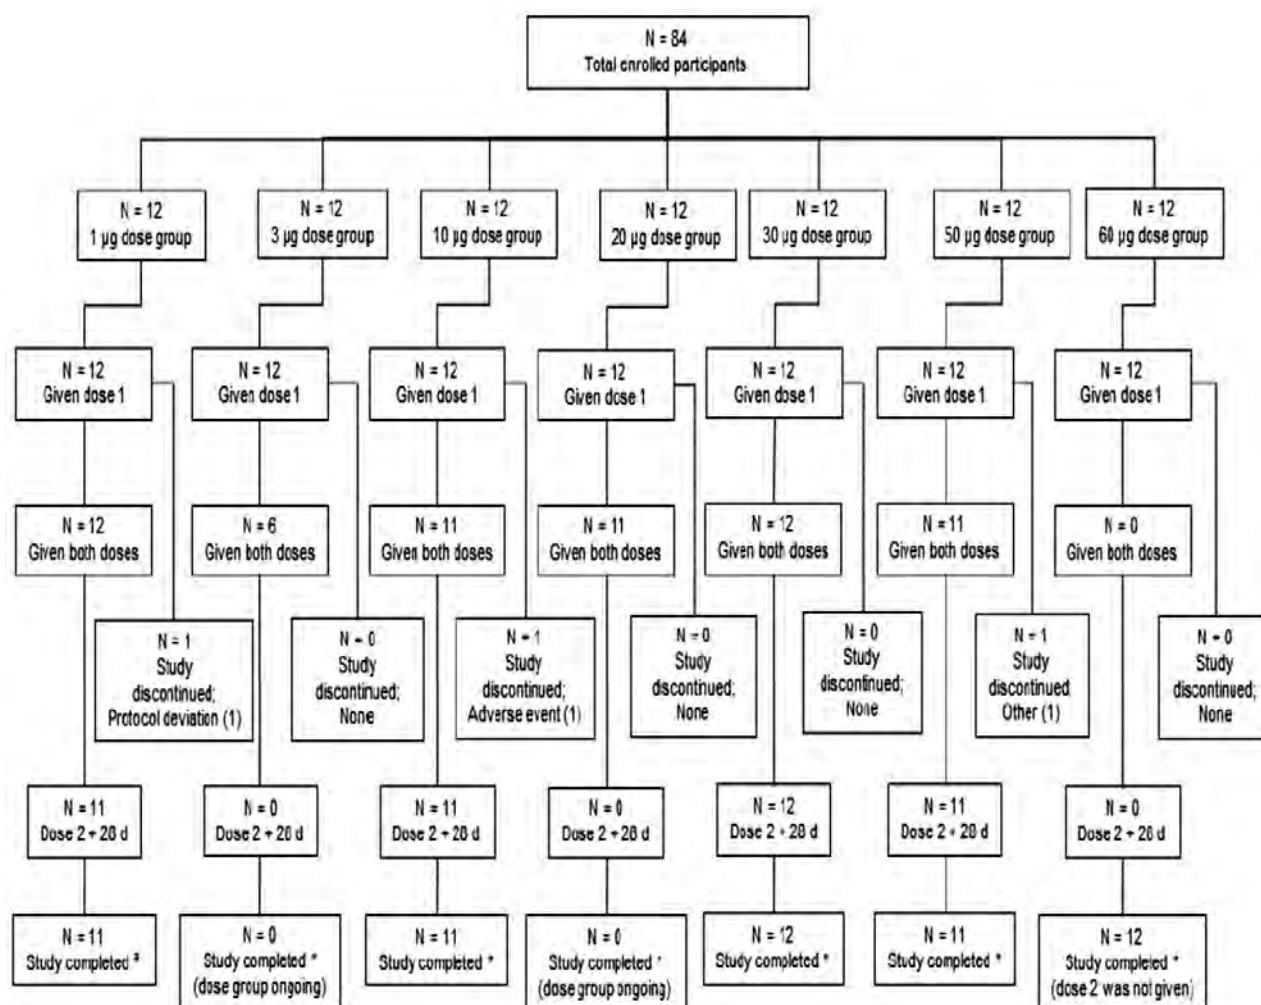 N = 84
Total enrolled participants
N = 12
1 µg dose group
N = 12
3 µg dose group
N = 12
10 µg dose group
N = 12
20 µg dose group
N = 12
30 µg dose group
N = 12
50 µg dose group
N = 12
60 µg dose group
N = 12
Given dose 1
N = 12
Given dose 1
N = 12
Given dose 1
N = 12
Given dose 1
N = 12
Given dose 1
N = 12
Given dose 1
N = 12
Given dose 1
N = 12
Given both doses
N = 6
Given both doses
N = 11
Given both doses
N = 11
Given both doses
N = 12
Given both doses
N = 11
Given both doses
N = 0
Given both doses
N = 1
Study
discontinued;
Protocol deviation (1)
N = 0
Study
discontinued;
None
N = 1
Study
discontinued;
Adverse event (1)
N = 0
Study
discontinued;
None
N = 0
Study
discontinued;
None
N = 1
Study
discontinued;
Other (1)
N = 0
Study
discontinued;
None
N = 11
Dose 2 + 28 d
N = 0
Dose 2 + 28 d
N = 11
Dose 2 + 28 d
N = 0
Dose 2 + 28 d
N = 12
Dose 2 + 28 d
N = 11
Dose 2 + 28 d
N = 0
Dose 2 + 28 d
N = 11
Study completed
N = 0
Study completed *
(dose group ongoing)
N = 11
Study completed *
N = 0
Study completed
(dose group ongoing)
N = 12
Study completed *
N = 11
Study completed *
N = 12
Study completed *
(dose 2 was not given)